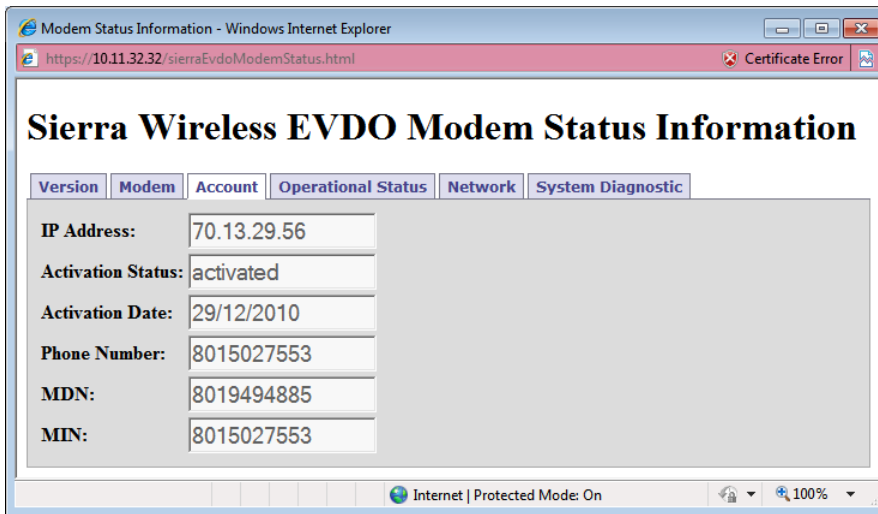 Modem Status Information - Windows Internet Explorer
https://10.11.32.32/sierraEvdoModemStatus.html Certificate Error
Sierra Wireless EVDO Modem Status Information
Version Modem Account Operational Status Network System Diagnostic
IP Address: 70.13.29.56
Activation Status: activated
Activation Date: 29/12/2010
Phone Number: 8015027553
MDN: 8019494885
MIN: 8015027553
Internet | Protected Mode: On 100%